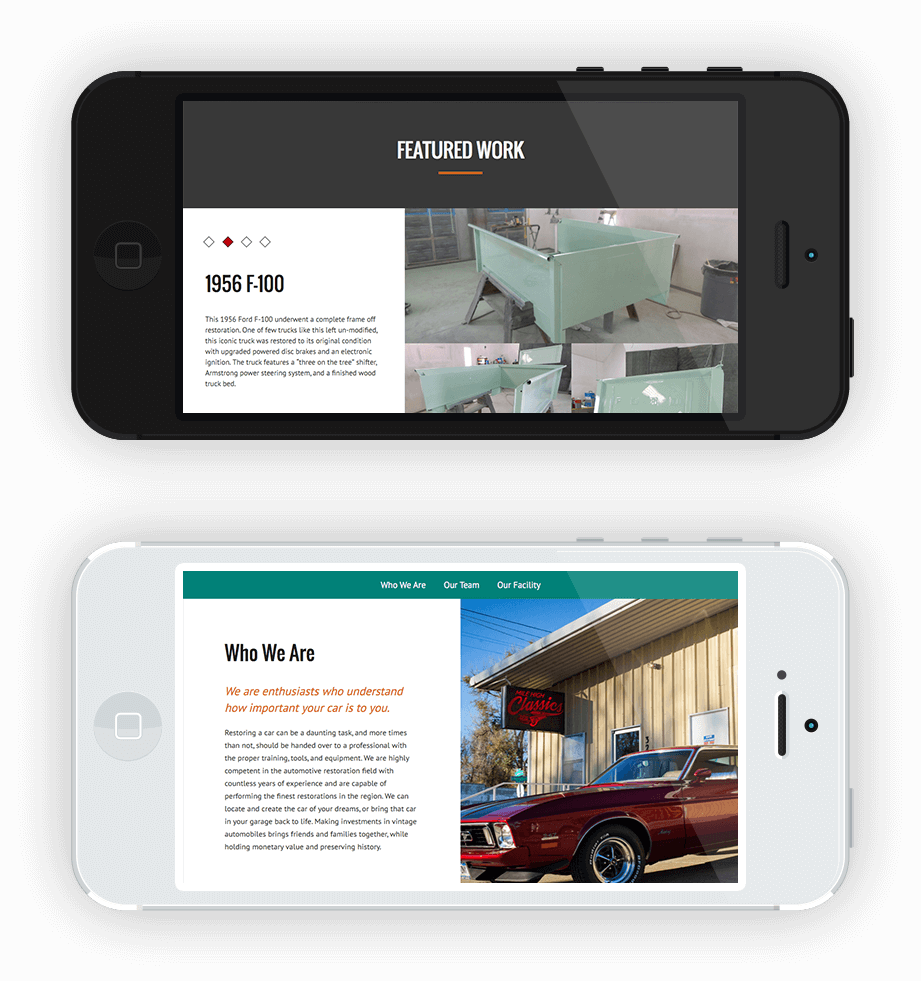 FEATURED WORK
1956 F-100
This 1956 Ford F-100 underwent a complete frame off
restoration. One of few trucks like this left un-modified,
this iconic truck was restored to its original condition
with upgraded powered disc brakes and an electronic
ignition. The truck features a "three on the tree" shifter,
Armstrong power steering system, and a finished wood
truck bed.
Who We Are Our Team Our Facility
Who We Are
We are enthusiasts who understand
how important your car is to you.
Restoring a car can be a daunting task, and more times
than not, should be handed over to a professional with
the proper training, tools, and equipment. We are highly
competent in the automotive restoration field with
countless years of experience and are capable of
performing the finest restorations in the region. We can
locate and create the car of your dreams, or bring that car
in your garage back to life. Making investments in vintage
automobiles brings friends and families together, while
holding monetary value and preserving history.
MILE HIGH
Classics